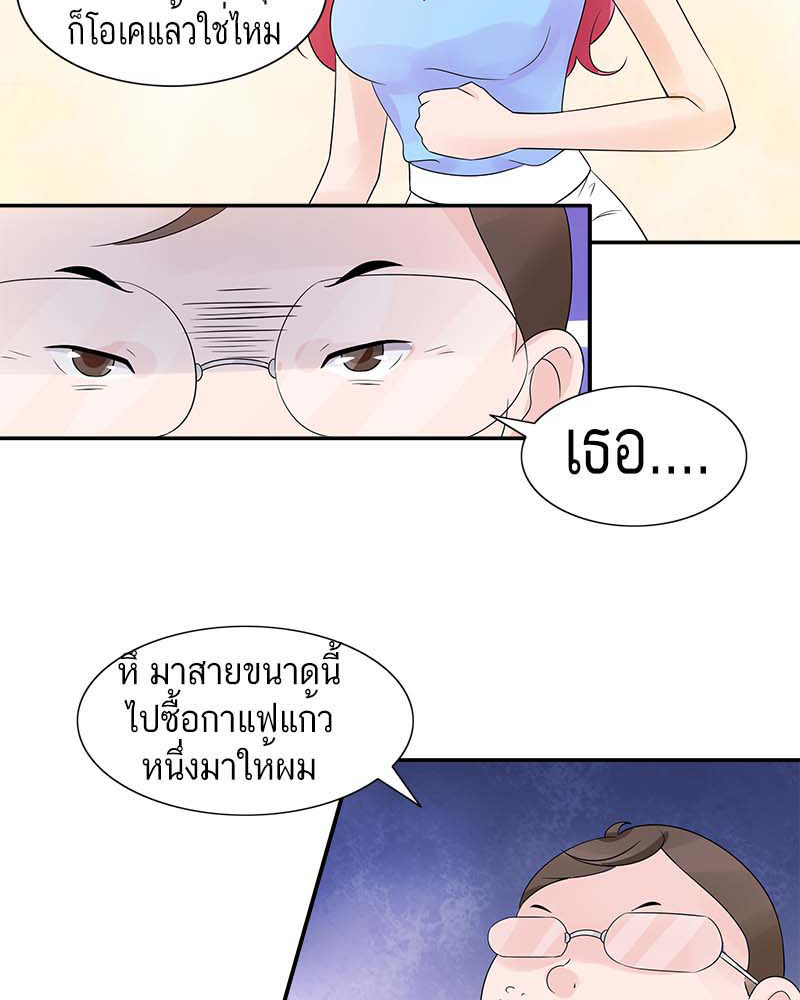 ก็โอเคแล้วใช่ไหม
เธอ....
หึ มาสายขนาดนี้
ไปซื้อกาแฟแก้ว
หนึ่งมาให้ผม